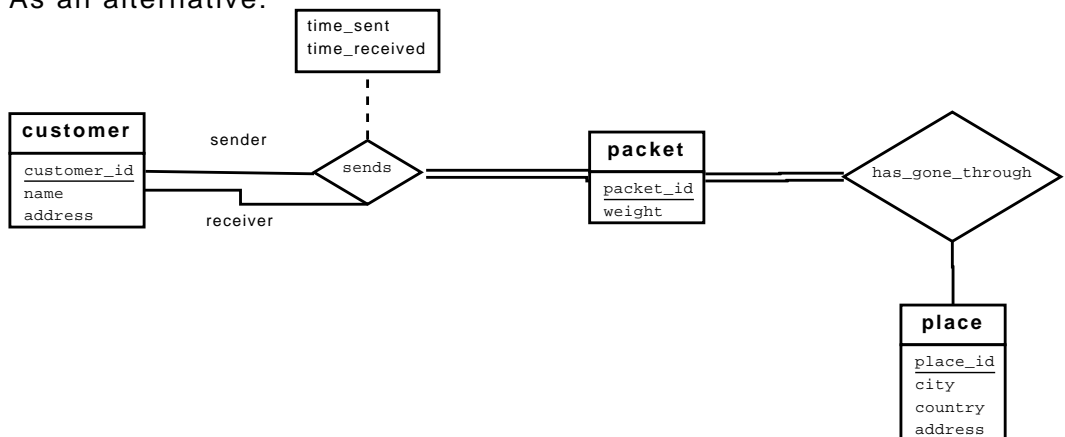 As an alternative:
time_sent
time_received
customer
customer_id
name
address
sender
receiver
sends
packet
packet_id
weight
has_gone_through
place
place_id
city
country
address